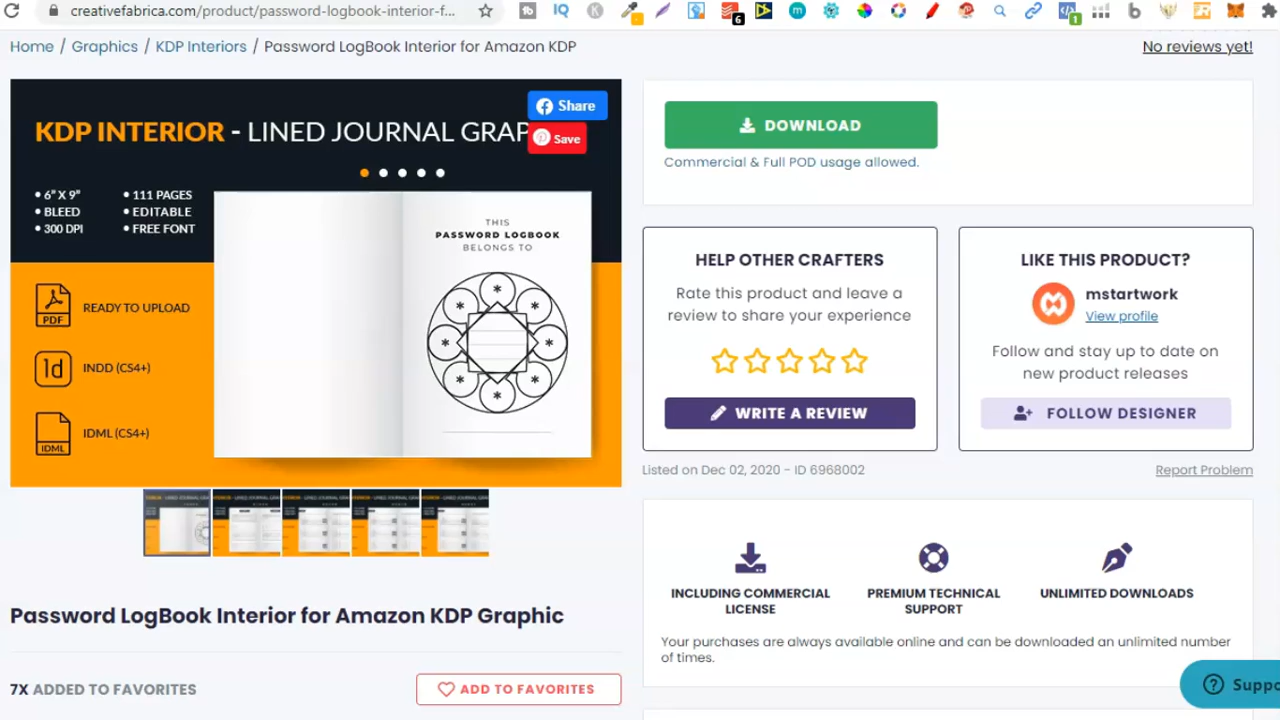 creativefabrica.com/product/password-logbook-interior-f...
6
1
Home / Graphics / KDP Interiors / Password LogBook Interior for Amazon KDP
No reviews yet!
KDP INTERIOR - LINED JOURNAL GRAP
Share
Save
• 6” X 9”
• BLEED
• 300 DPI
• 111 PAGES
• EDITABLE
• FREE FONT
THIS
PASSWORD LOGBOOK
BELONGS TO
PDF
READY TO UPLOAD
Id
INDD (CS4+)
IDML
IDML (CS4+)
DOWNLOAD
Commercial & Full POD usage allowed.
HELP OTHER CRAFTERS
Rate this product and leave a
review to share your experience
WRITE A REVIEW
LIKE THIS PRODUCT?
mstartwork
View profile
Follow and stay up to date on
new product releases
FOLLOW DESIGNER
Listed on Dec 02, 2020 - ID 6968002
Report Problem
INCLUDING COMMERCIAL
LICENSE
PREMIUM TECHNICAL
SUPPORT
UNLIMITED DOWNLOADS
Your purchases are always available online and can be downloaded an unlimited number
of times.
Password LogBook Interior for Amazon KDP Graphic
7X ADDED TO FAVORITES
ADD TO FAVORITES
Suppo